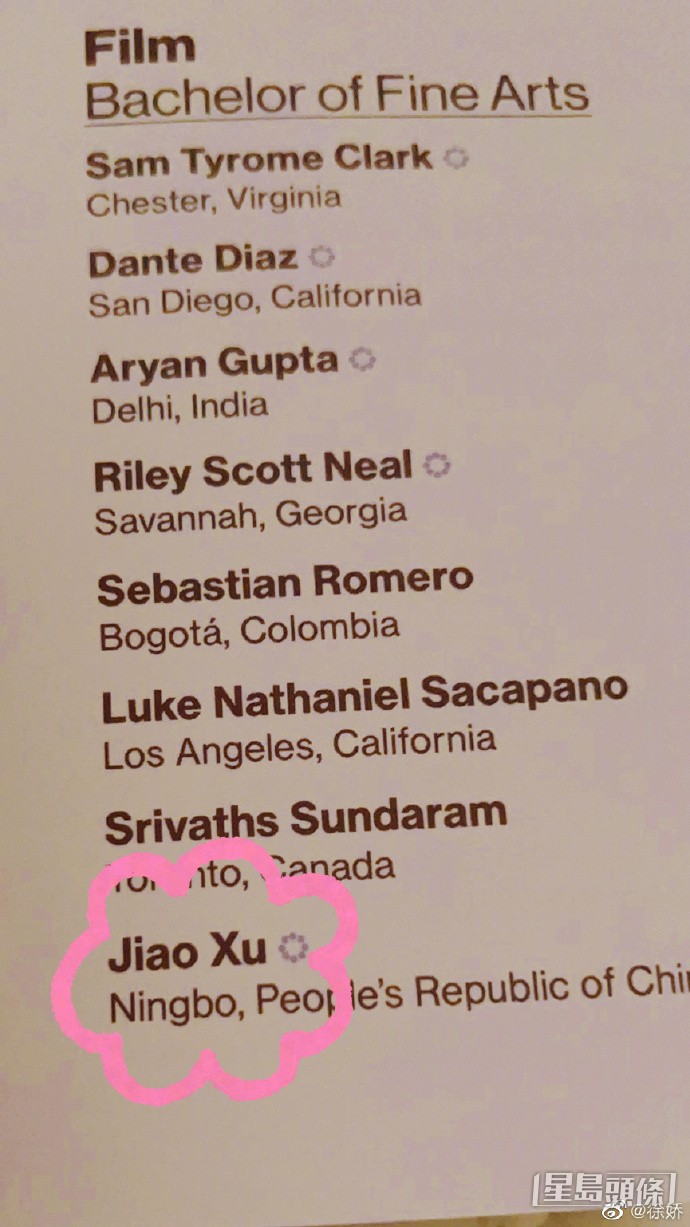 Film
Bachelor of Fine Arts
Sam Tyrome Clark
Chester, Virginia
Dante Diaz
San Diego, California
Aryan Gupta
Delhi, India
Riley Scott Neal
Savannah, Georgia
Sebastian Romero
Bogotá, Colombia
Luke Nathaniel Sacapano
Los Angeles, California
Srivaths Sundaram
Toronto, Canada
Jiao Xu
Ningbo, People's Republic of Chi
星島頭條
@徐娇